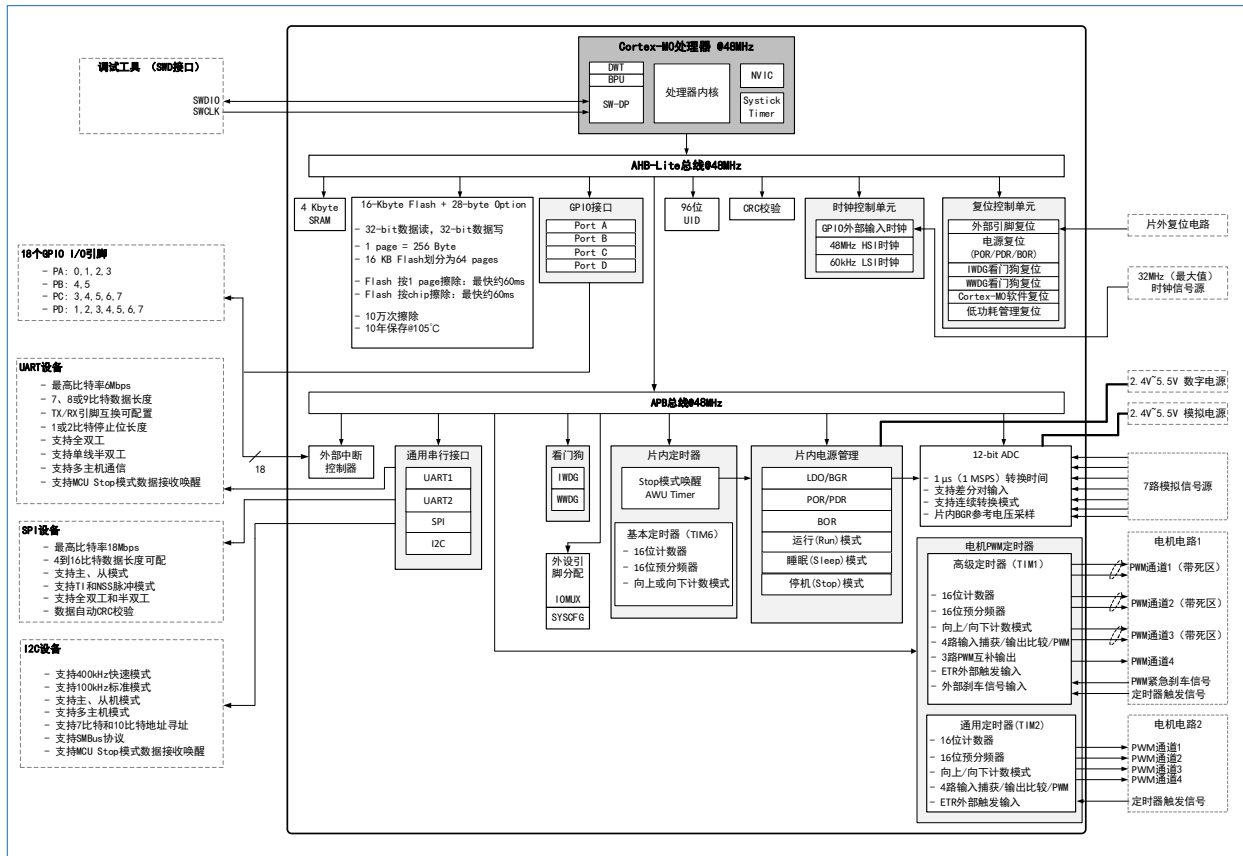 Cortex-M0处理器 @48MHz
DWT
BPU
SW-DP
处理器内核
NVIC
Systick
Timer
调试工具 （SWD接口）
SWDIO
SWCLK
AHB-Lite总线@48MHz
4 Kbyte
SRAM
16-Kbyte Flash + 28-byte Option
- 32-bit数据读，32-bit数据写
- 1 page = 256 Byte
- 16 KB Flash划分为64 pages
- Flash 按1 page擦除：最快约60ms
- Flash 按chip擦除：最快约60ms
- 10万次擦除
- 10年保存@105℃
GPIO接口
Port A
Port B
Port C
Port D
96位
UID
CRC校验
时钟控制单元
GPIO外部输入时钟
48MHz HSI时钟
60kHz LSI时钟
复位控制单元
外部引脚复位
电源复位
(POR/PDR/BOR)
IWDG看门狗复位
WWDG看门狗复位
Cortex-M0软件复位
低功耗管理复位
片外复位电路
32MHz（最大值）
时钟信号源
18个GPIO I/O引脚
- PA: 0,1,2,3
- PB: 4,5
- PC: 3,4,5,6,7
- PD: 1,2,3,4,5,6,7
UART设备
- 最高比特率6Mbps
- 7、8或9比特数据长度
- TX/RX引脚互换可配置
- 1或2比特停止位长度
- 支持全双工
- 支持单线半双工
- 支持多主机通信
- 支持MCU Stop模式数据接收唤醒
SPI设备
- 最高比特率18Mbps
- 4到16比特数据长度可配
- 支持主、从模式
- 支持TI和NSS脉冲模式
- 支持全双工和半双工
- 数据自动CRC校验
I2C设备
- 支持400kHz快速模式
- 支持100kHz标准模式
- 支持主、从机模式
- 支持多主机模式
- 支持7比特和10比特地址寻址
- 支持SMBus协议
- 支持MCU Stop模式数据接收唤醒
APB总线@48MHz
18
外部中断
控制器
通用串行接口
UART1
UART2
SPI
I2C
看门狗
IWDG
WWDG
外设引
脚分配
IOMUX
SYSCFG
片内定时器
Stop模式唤醒
AWU Timer
基本定时器（TIM6）
- 16位计数器
- 16位预分频器
- 向上或向下计数模式
片内电源管理
LDO/BGR
POR/PDR
BOR
运行(Run)模式
睡眠(Sleep)模式
停机(Stop)模式
12-bit ADC
- 1 μs（1 MSPS）转换时间
- 支持差分对输入
- 支持连续转换模式
- 片内BGR参考电压采样
2.4V~5.5V 数字电源
2.4V~5.5V 模拟电源
7路模拟信号源
电机PWM定时器
高级定时器（TIM1）
- 16位计数器
- 16位预分频器
- 向上/向下计数模式
- 4路输入捕获/输出比较/PWM
- 3路PWM互补输出
- ETR外部触发输入
- 外部刹车信号输入
通用定时器(TIM2)
- 16位计数器
- 16位预分频器
- 向上/向下计数模式
- 4路输入捕获/输出比较/PWM
- ETR外部触发输入
电机电路1
PWM通道1（带死区）
PWM通道2（带死区）
PWM通道3（带死区）
PWM通道4
PWM紧急刹车信号
定时器触发信号
电机电路2
PWM通道1
PWM通道2
PWM通道3
PWM通道4
定时器触发信号